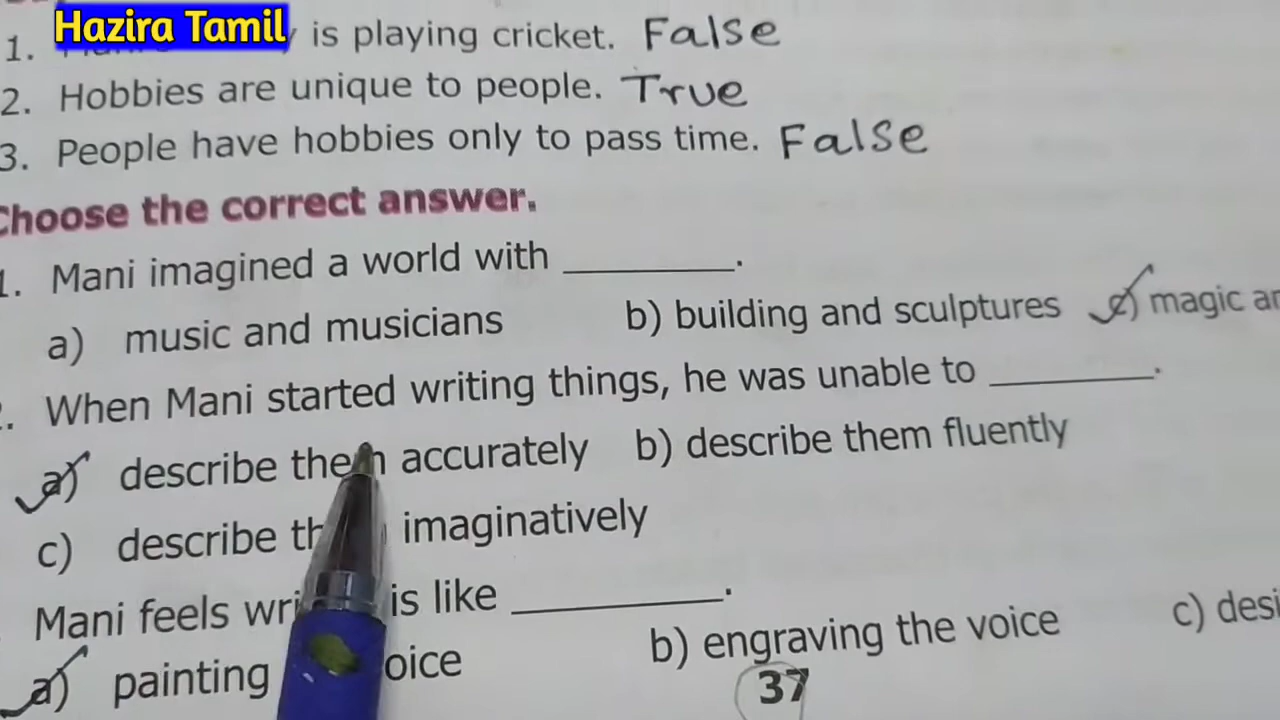 Hazira Tamil
1. is playing cricket. False
2. Hobbies are unique to people. True
3. People have hobbies only to pass time. False
Choose the correct answer.
1. Mani imagined a world with ________.
a) music and musicians b) building and sculptures c) magic
. When Mani started writing things, he was unable to ________.
a) describe them accurately b) describe them fluently
c) describe imaginatively
Mani feels is like ________.
a) painting b) engraving the voice c)
37